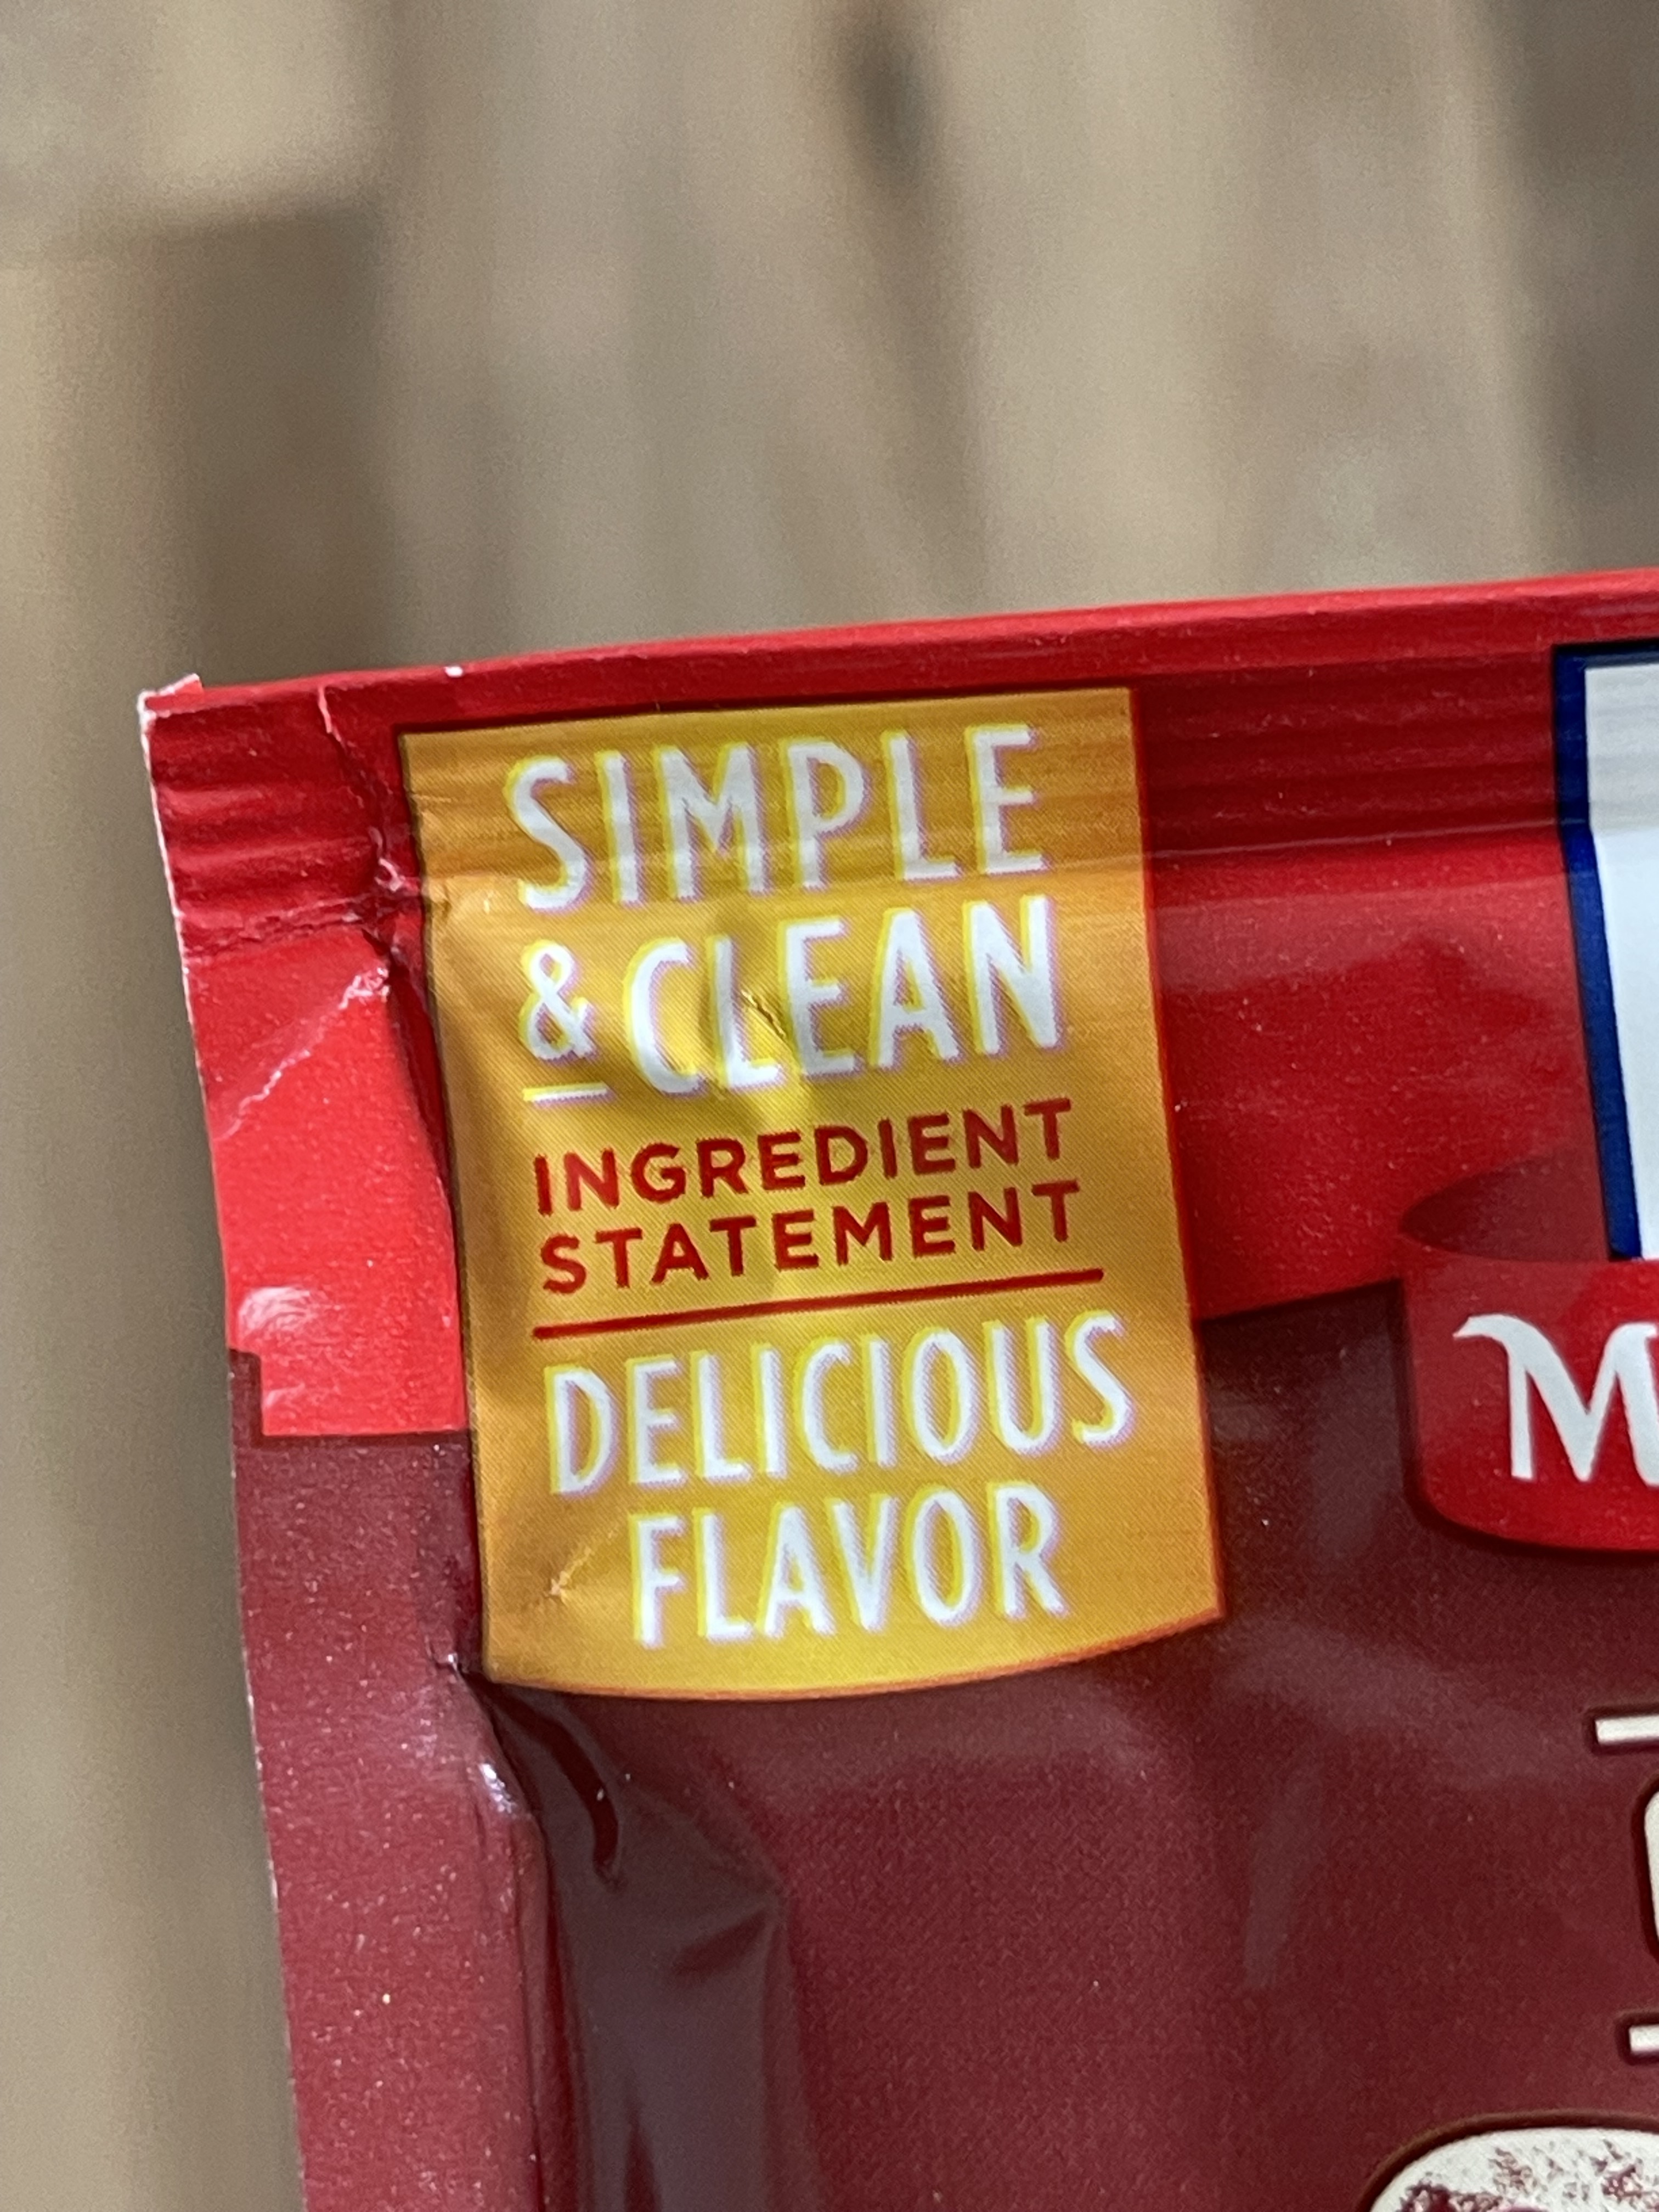 SIMPLE
& CLEAN
INGREDIENT
STATEMENT
DELICIOUS
FLAVOR